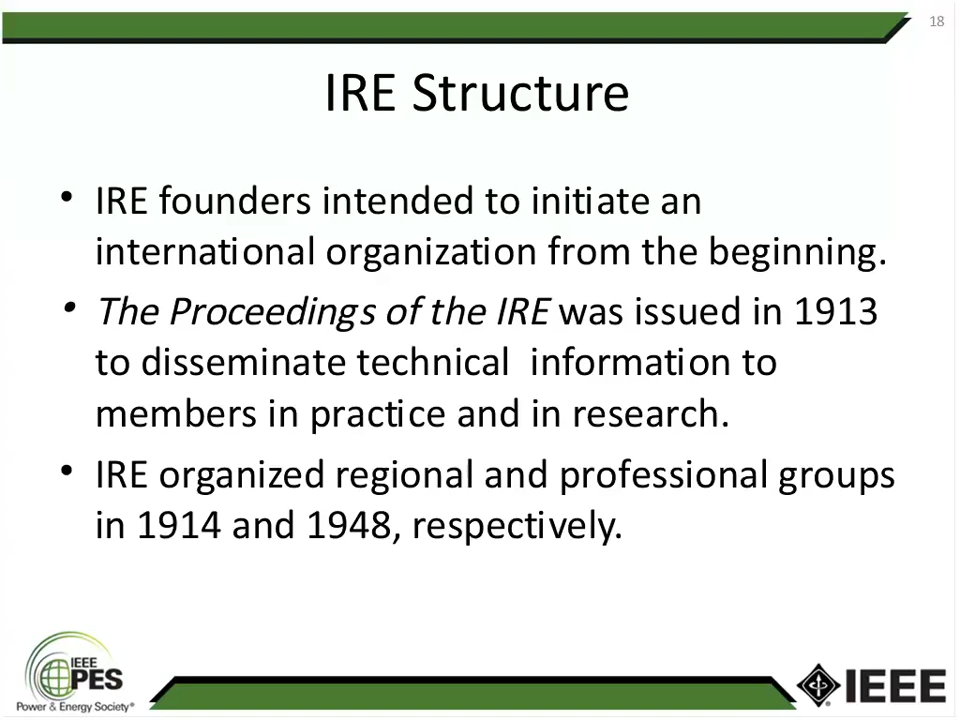 18
IRE Structure
• IRE founders intended to initiate an
international organization from the beginning.
• The Proceedings of the IRE was issued in 1913
to disseminate technical  information to
members in practice and in research.
• IRE organized regional and professional groups
in 1914 and 1948, respectively.
IEEE
PES
Power & Energy Society®
IEEE